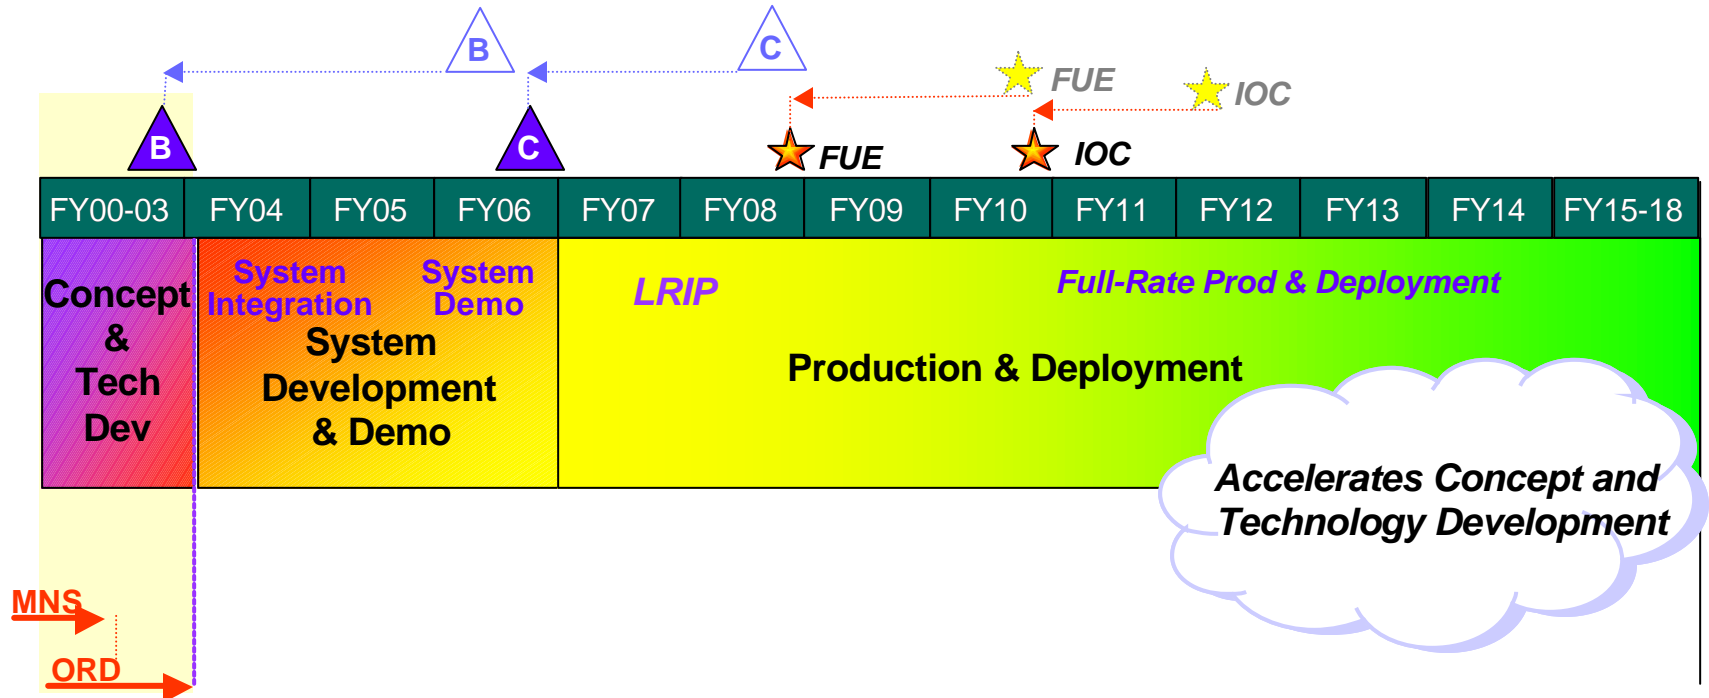 B
C
FUE
IOC
B
C
FUE
IOC
FY00-03 FY04 FY05 FY06 FY07 FY08 FY09 FY10 FY11 FY12 FY13 FY14 FY15-18
Concept
&
Tech
Dev
System
Integration
System
Demo
System
Development
& Demo
LRIP
Full-Rate Prod & Deployment
Production & Deployment
Accelerates Concept and
Technology Development
MNS
ORD